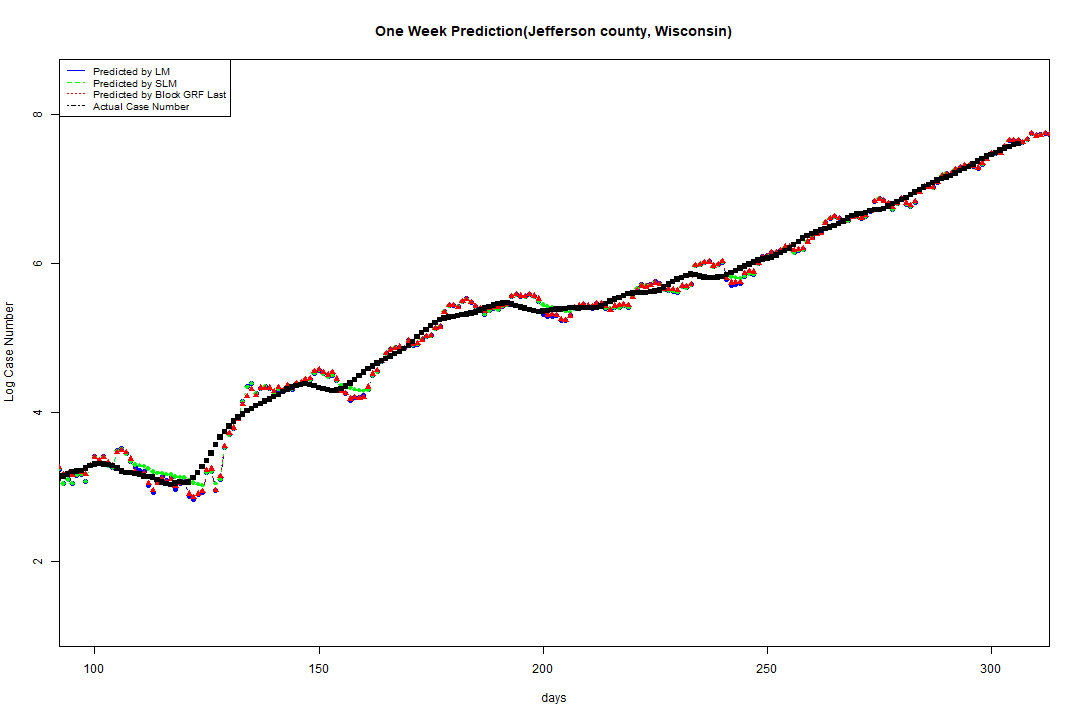 One Week Prediction(Jefferson county, Wisconsin)
Predicted by LM
Predicted by SLM
Predicted by Block GRF Last
Actual Case Number
Log Case Number
8
6
4
2
100 150 200 250 300
days